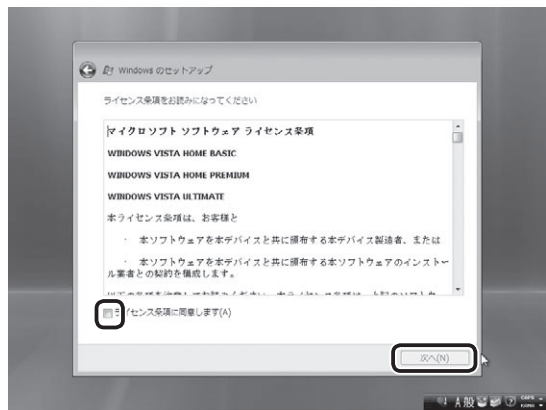 Windows のセットアップ
ライセンス条項をお読みになってください
マイクロソフト ソフトウェア ライセンス条項
WINDOWS VISTA HOME BASIC
WINDOWS VISTA HOME PREMIUM
WINDOWS VISTA ULTIMATE
本ライセンス条項は、お客様と
· 本ソフトウェアを本デバイスと共に頒布する本デバイス製造者、または
· 本ソフトウェアを本デバイスと共に頒布する本ソフトウェアのインストー
ル業者との契約を構成します。
イセンス条項に同意します(A)
次へ(N)
A 般
CAPS
KANA